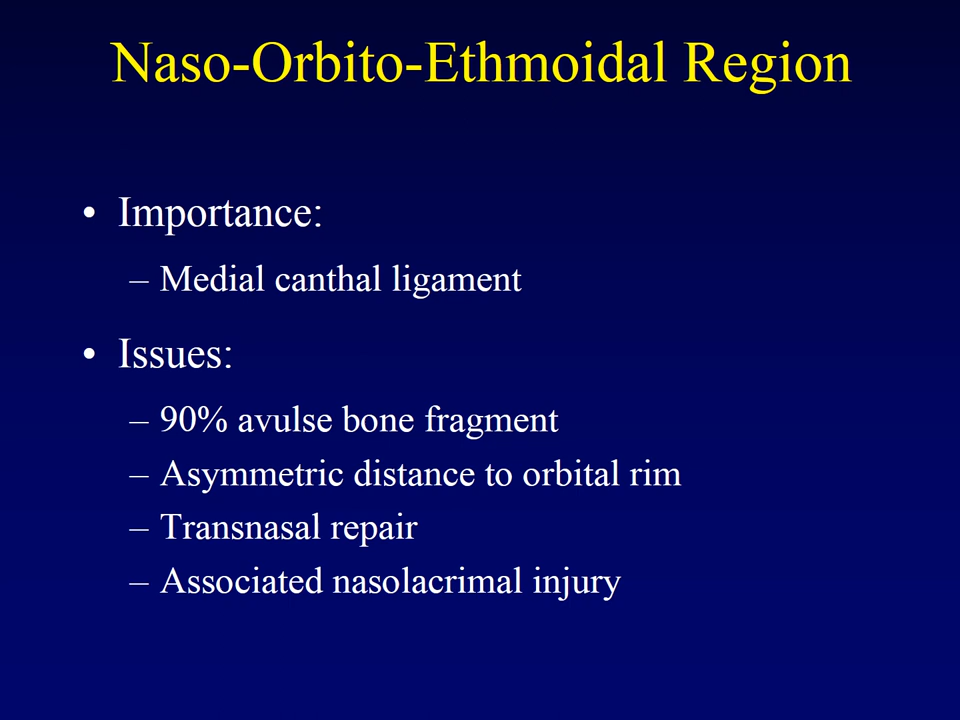 Naso-Orbito-Ethmoidal Region
• Importance:
– Medial canthal ligament
• Issues:
– 90% avulse bone fragment
– Asymmetric distance to orbital rim
– Transnasal repair
– Associated nasolacrimal injury